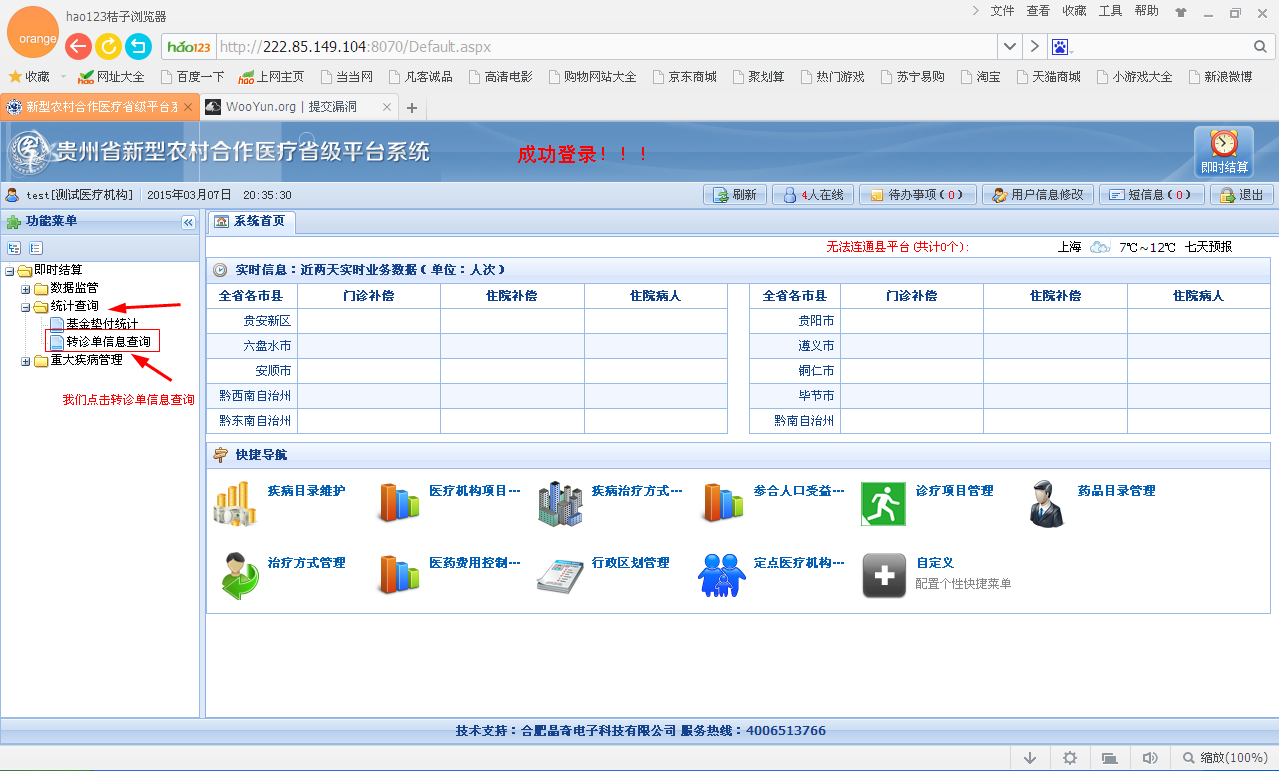 hao123桔子浏览器
文件 查看 收藏 工具 帮助
orange
hao123 http://222.85.149.104:8070/Default.aspx
收藏 网址大全 百度一下 上网主页 当当网 凡客诚品 高清电影 购物网站大全 京东商城 聚划算 热门游戏 苏宁易购 淘宝 天猫商城 小游戏大全 新浪微博
新型农村合作医疗省级平台系 WooYun.org | 提交漏洞
贵州省新型农村合作医疗省级平台系统 成功登录！！！ 即时结算
test[测试医疗机构] 2015年03月07日 20:35:30 刷新 4人在线 待办事项(0) 用户信息修改 短信息(0) 退出
功能菜单 系统首页
无法连通县平台(共计0个): 上海 7℃~12℃ 七天预报
即时结算
数据监管
统计查询
基金垫付统计
转诊单信息查询
重大疾病管理
我们点击转诊单信息查询
实时信息：近两天实时业务数据(单位：人次)
全省各市县 门诊补偿 住院补偿 住院病人 全省各市县 门诊补偿 住院补偿 住院病人
贵安新区 贵阳市
六盘水市 遵义市
安顺市 铜仁市
黔西南自治州 毕节市
黔东南自治州 黔南自治州
快捷导航
疾病目录维护 医疗机构项目… 疾病治疗方式… 参合人口受益… 诊疗项目管理 药品目录管理
治疗方式管理 医药费用控制… 行政区划管理 定点医疗机构… 自定义
配置个性快捷菜单
技术支持：合肥晶奇电子科技有限公司 服务热线：4006513766
缩放(100%)